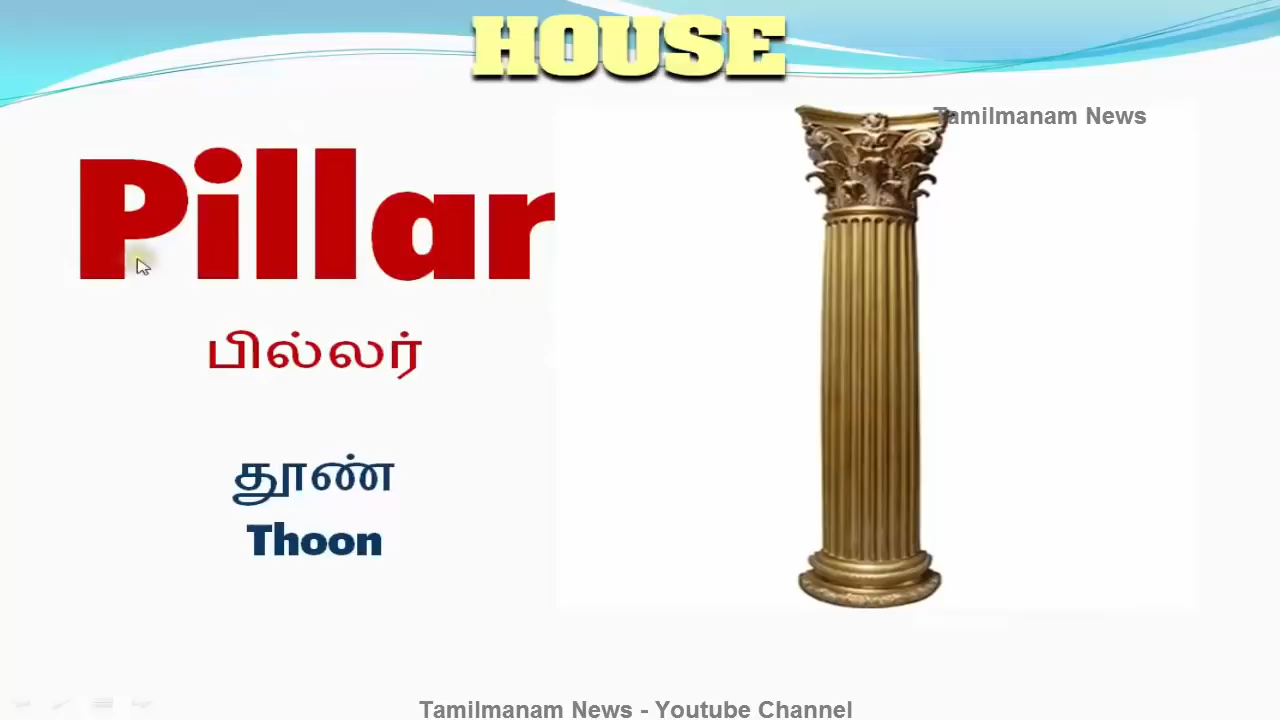 HOUSE
Tamilmanam News
Pillar
பில்லர்
தூண்
Thoon
Tamilmanam News - Youtube Channel